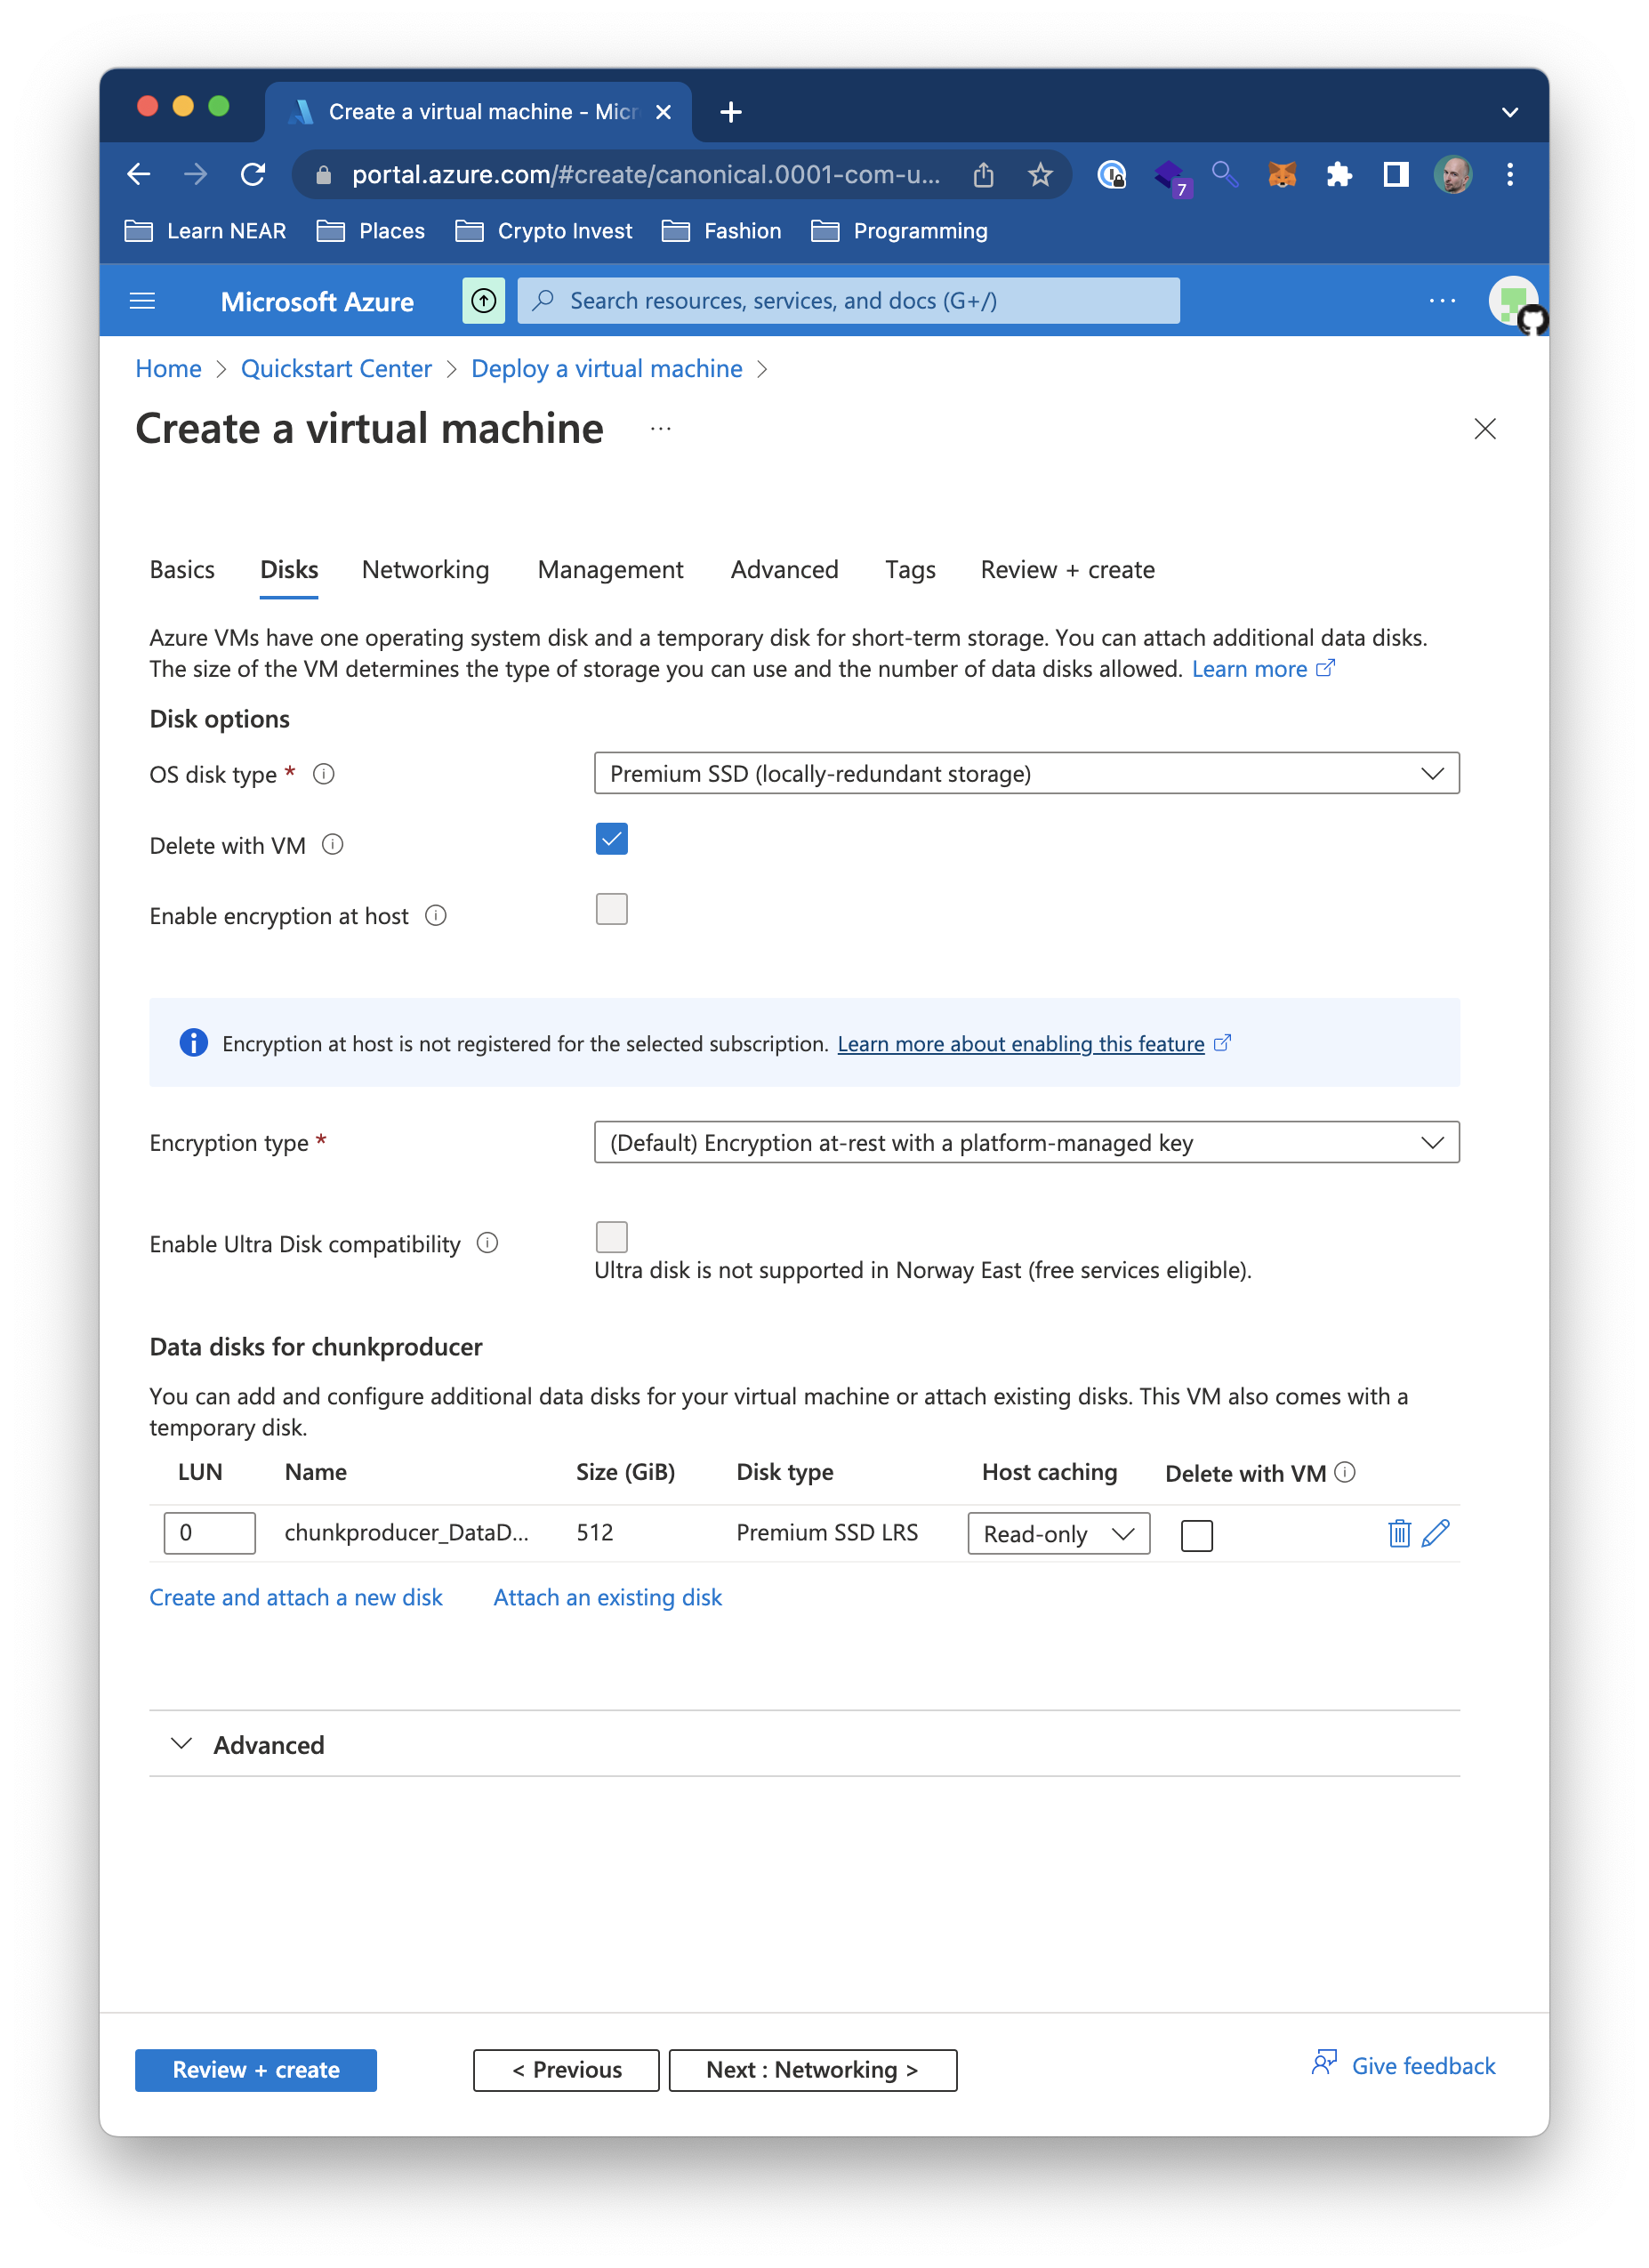 Create a virtual machine - Micr
portal.azure.com/#create/canonical.0001-com-u...
7
Learn NEAR Places Crypto Invest Fashion Programming
Microsoft Azure Search resources, services, and docs (G+/) ...
Home > Quickstart Center > Deploy a virtual machine >
Create a virtual machine ...
Basics Disks Networking Management Advanced Tags Review + create
Azure VMs have one operating system disk and a temporary disk for short-term storage. You can attach additional data disks.
The size of the VM determines the type of storage you can use and the number of data disks allowed. Learn more
Disk options
OS disk type * Premium SSD (locally-redundant storage)
Delete with VM
Enable encryption at host
Encryption at host is not registered for the selected subscription. Learn more about enabling this feature
Encryption type * (Default) Encryption at-rest with a platform-managed key
Enable Ultra Disk compatibility
Ultra disk is not supported in Norway East (free services eligible).
Data disks for chunkproducer
You can add and configure additional data disks for your virtual machine or attach existing disks. This VM also comes with a
temporary disk.
LUN Name Size (GiB) Disk type Host caching Delete with VM
0 chunkproducer_DataD... 512 Premium SSD LRS Read-only
Create and attach a new disk Attach an existing disk
Advanced
Review + create < Previous Next : Networking > Give feedback